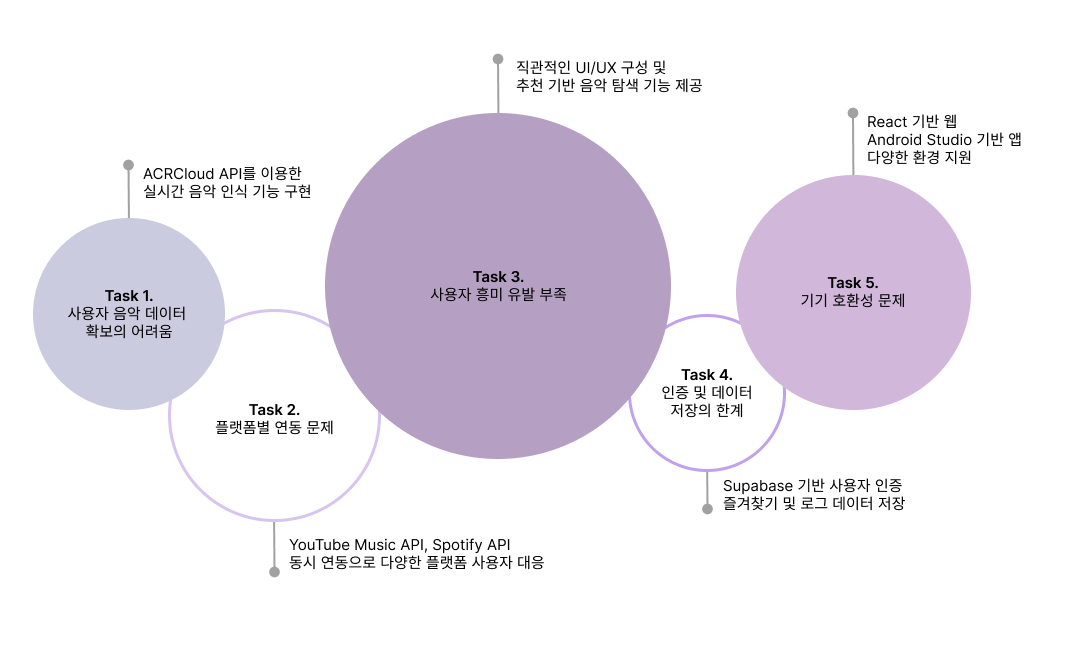 직관적인 UI/UX 구성 및
추천 기반 음악 탐색 기능 제공
React 기반 웹
Android Studio 기반 앱
다양한 환경 지원
ACRCloud API를 이용한
실시간 음악 인식 기능 구현
Task 1.
사용자 음악 데이터
확보의 어려움
Task 2.
플랫폼별 연동 문제
Task 3.
사용자 흥미 유발 부족
Task 4.
인증 및 데이터
저장의 한계
Task 5.
기기 호환성 문제
Supabase 기반 사용자 인증
즐겨찾기 및 로그 데이터 저장
YouTube Music API, Spotify API
동시 연동으로 다양한 플랫폼 사용자 대응